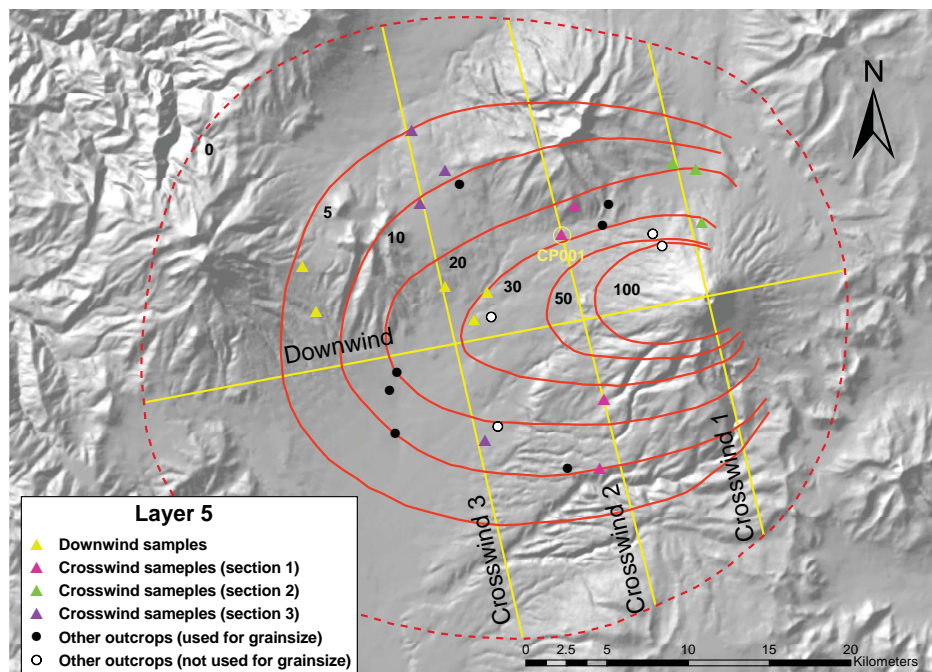 N
0
5
10
20
30
50
100
CP001
Downwind
Crosswind 1
Crosswind 2
Crosswind 3
Layer 5
Downwind samples
Crosswind sameples (section 1)
Crosswind sameples (section 2)
Crosswind samples (section 3)
Other outcrops (used for grainsize)
Other outcrops (not used for grainsize)
0 2.5 5 10 15 20
Kilometers